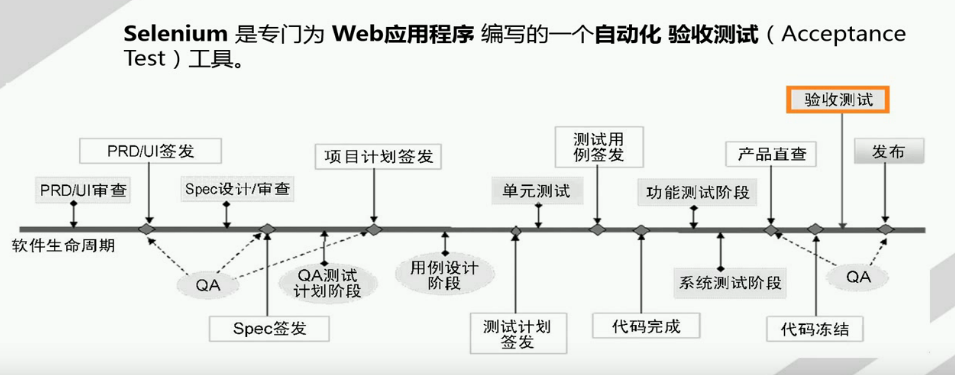 Selenium 是专门为 Web应用程序 编写的一个自动化 验收测试（Acceptance
Test）工具。
验收测试
PRD/UI签发
项目计划签发
测试用
例签发
产品直查
发布
PRD/UI审查
Spec设计/审查
单元测试
功能测试阶段
软件生命周期
QA
QA测试
计划阶段
用例设计
阶段
系统测试阶段
QA
Spec签发
测试计划
签发
代码完成
代码冻结